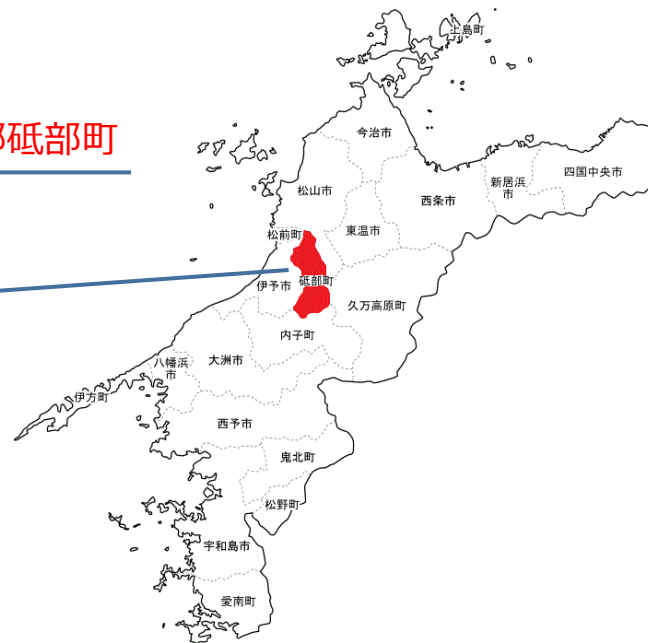 上島町
今治市
郡砥部町
四国中央市
新居浜
市
松山市
西条市
東温市
松前町
伊予市
砥部町
久万高原町
内子町
大洲市
八幡浜
市
伊方町
西予市
鬼北町
松野町
宇和島市
愛南町